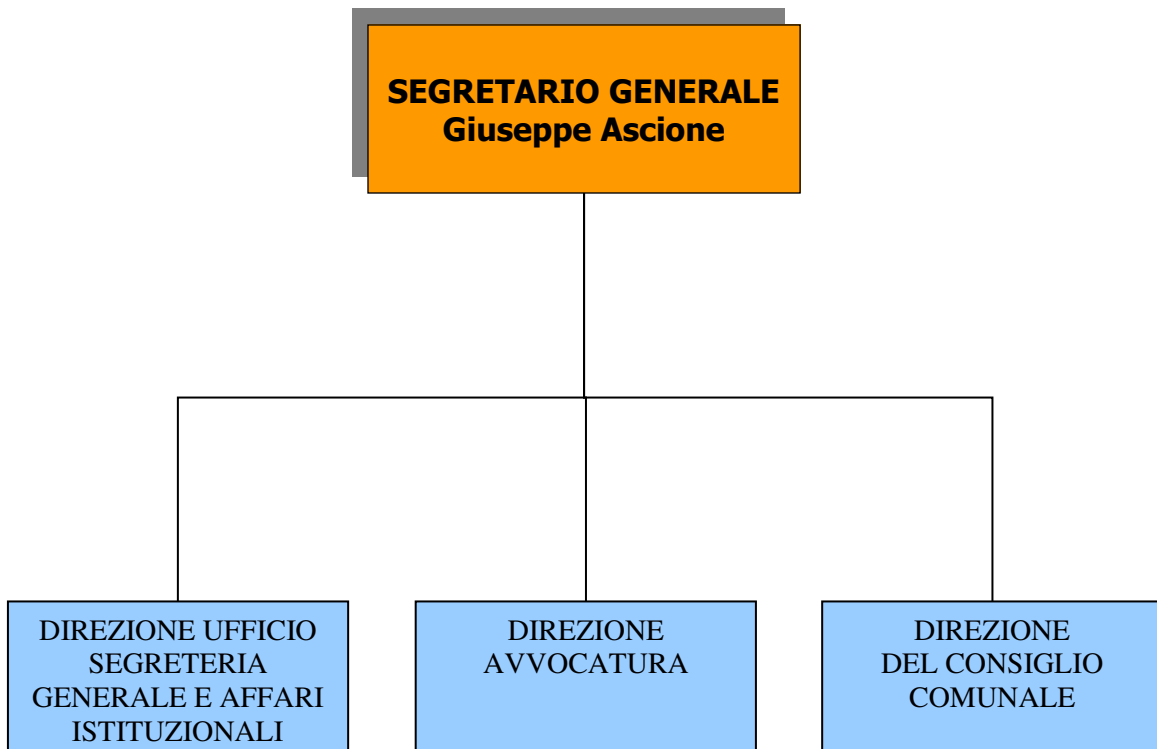 SEGRETARIO GENERALE
Giuseppe Ascione
DIREZIONE UFFICIO
SEGRETERIA
GENERALE E AFFARI
ISTITUZIONALI
DIREZIONE
AVVOCATURA
DIREZIONE
DEL CONSIGLIO
COMUNALE